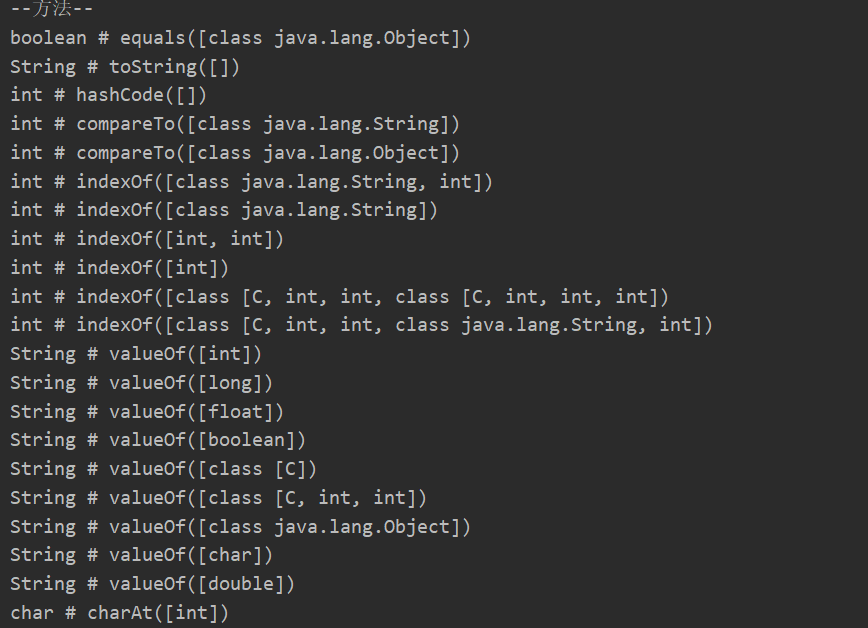 --方法--
boolean # equals([class java.lang.Object])
String # toString([])
int # hashCode([])
int # compareTo([class java.lang.String])
int # compareTo([class java.lang.Object])
int # indexOf([class java.lang.String, int])
int # indexOf([class java.lang.String])
int # indexOf([int, int])
int # indexOf([int])
int # indexOf([class [C, int, int, class [C, int, int, int])
int # indexOf([class [C, int, int, class java.lang.String, int])
String # valueOf([int])
String # valueOf([long])
String # valueOf([float])
String # valueOf([boolean])
String # valueOf([class [C])
String # valueOf([class [C, int, int])
String # valueOf([class java.lang.Object])
String # valueOf([char])
String # valueOf([double])
char # charAt([int])